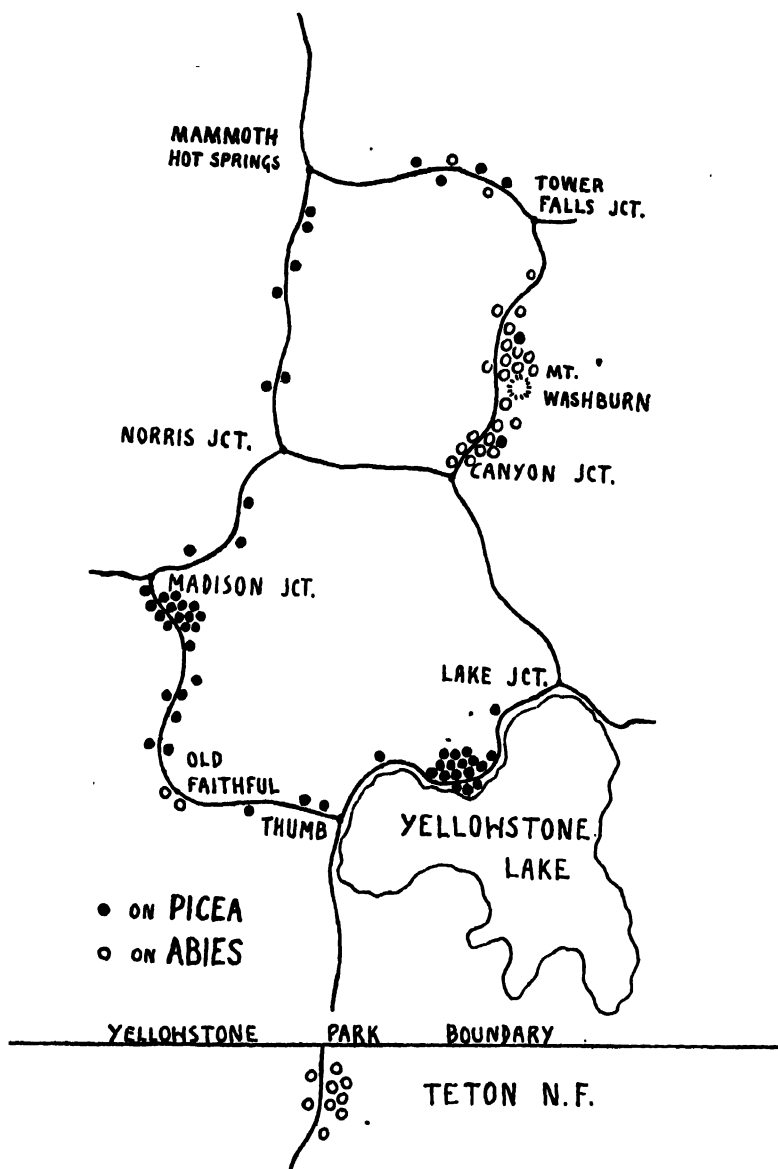 MAMMOTH
HOT SPRINGS
TOWER
FALLS JCT.
MT.
WASHBURN
NORRIS JCT.
CANYON JCT.
MADISON JCT.
LAKE JCT.
OLD
FAITHFUL
THUMB
YELLOWSTONE
LAKE
ON PICEA
ON ABIES
YELLOWSTONE PARK BOUNDARY
TETON N.F.